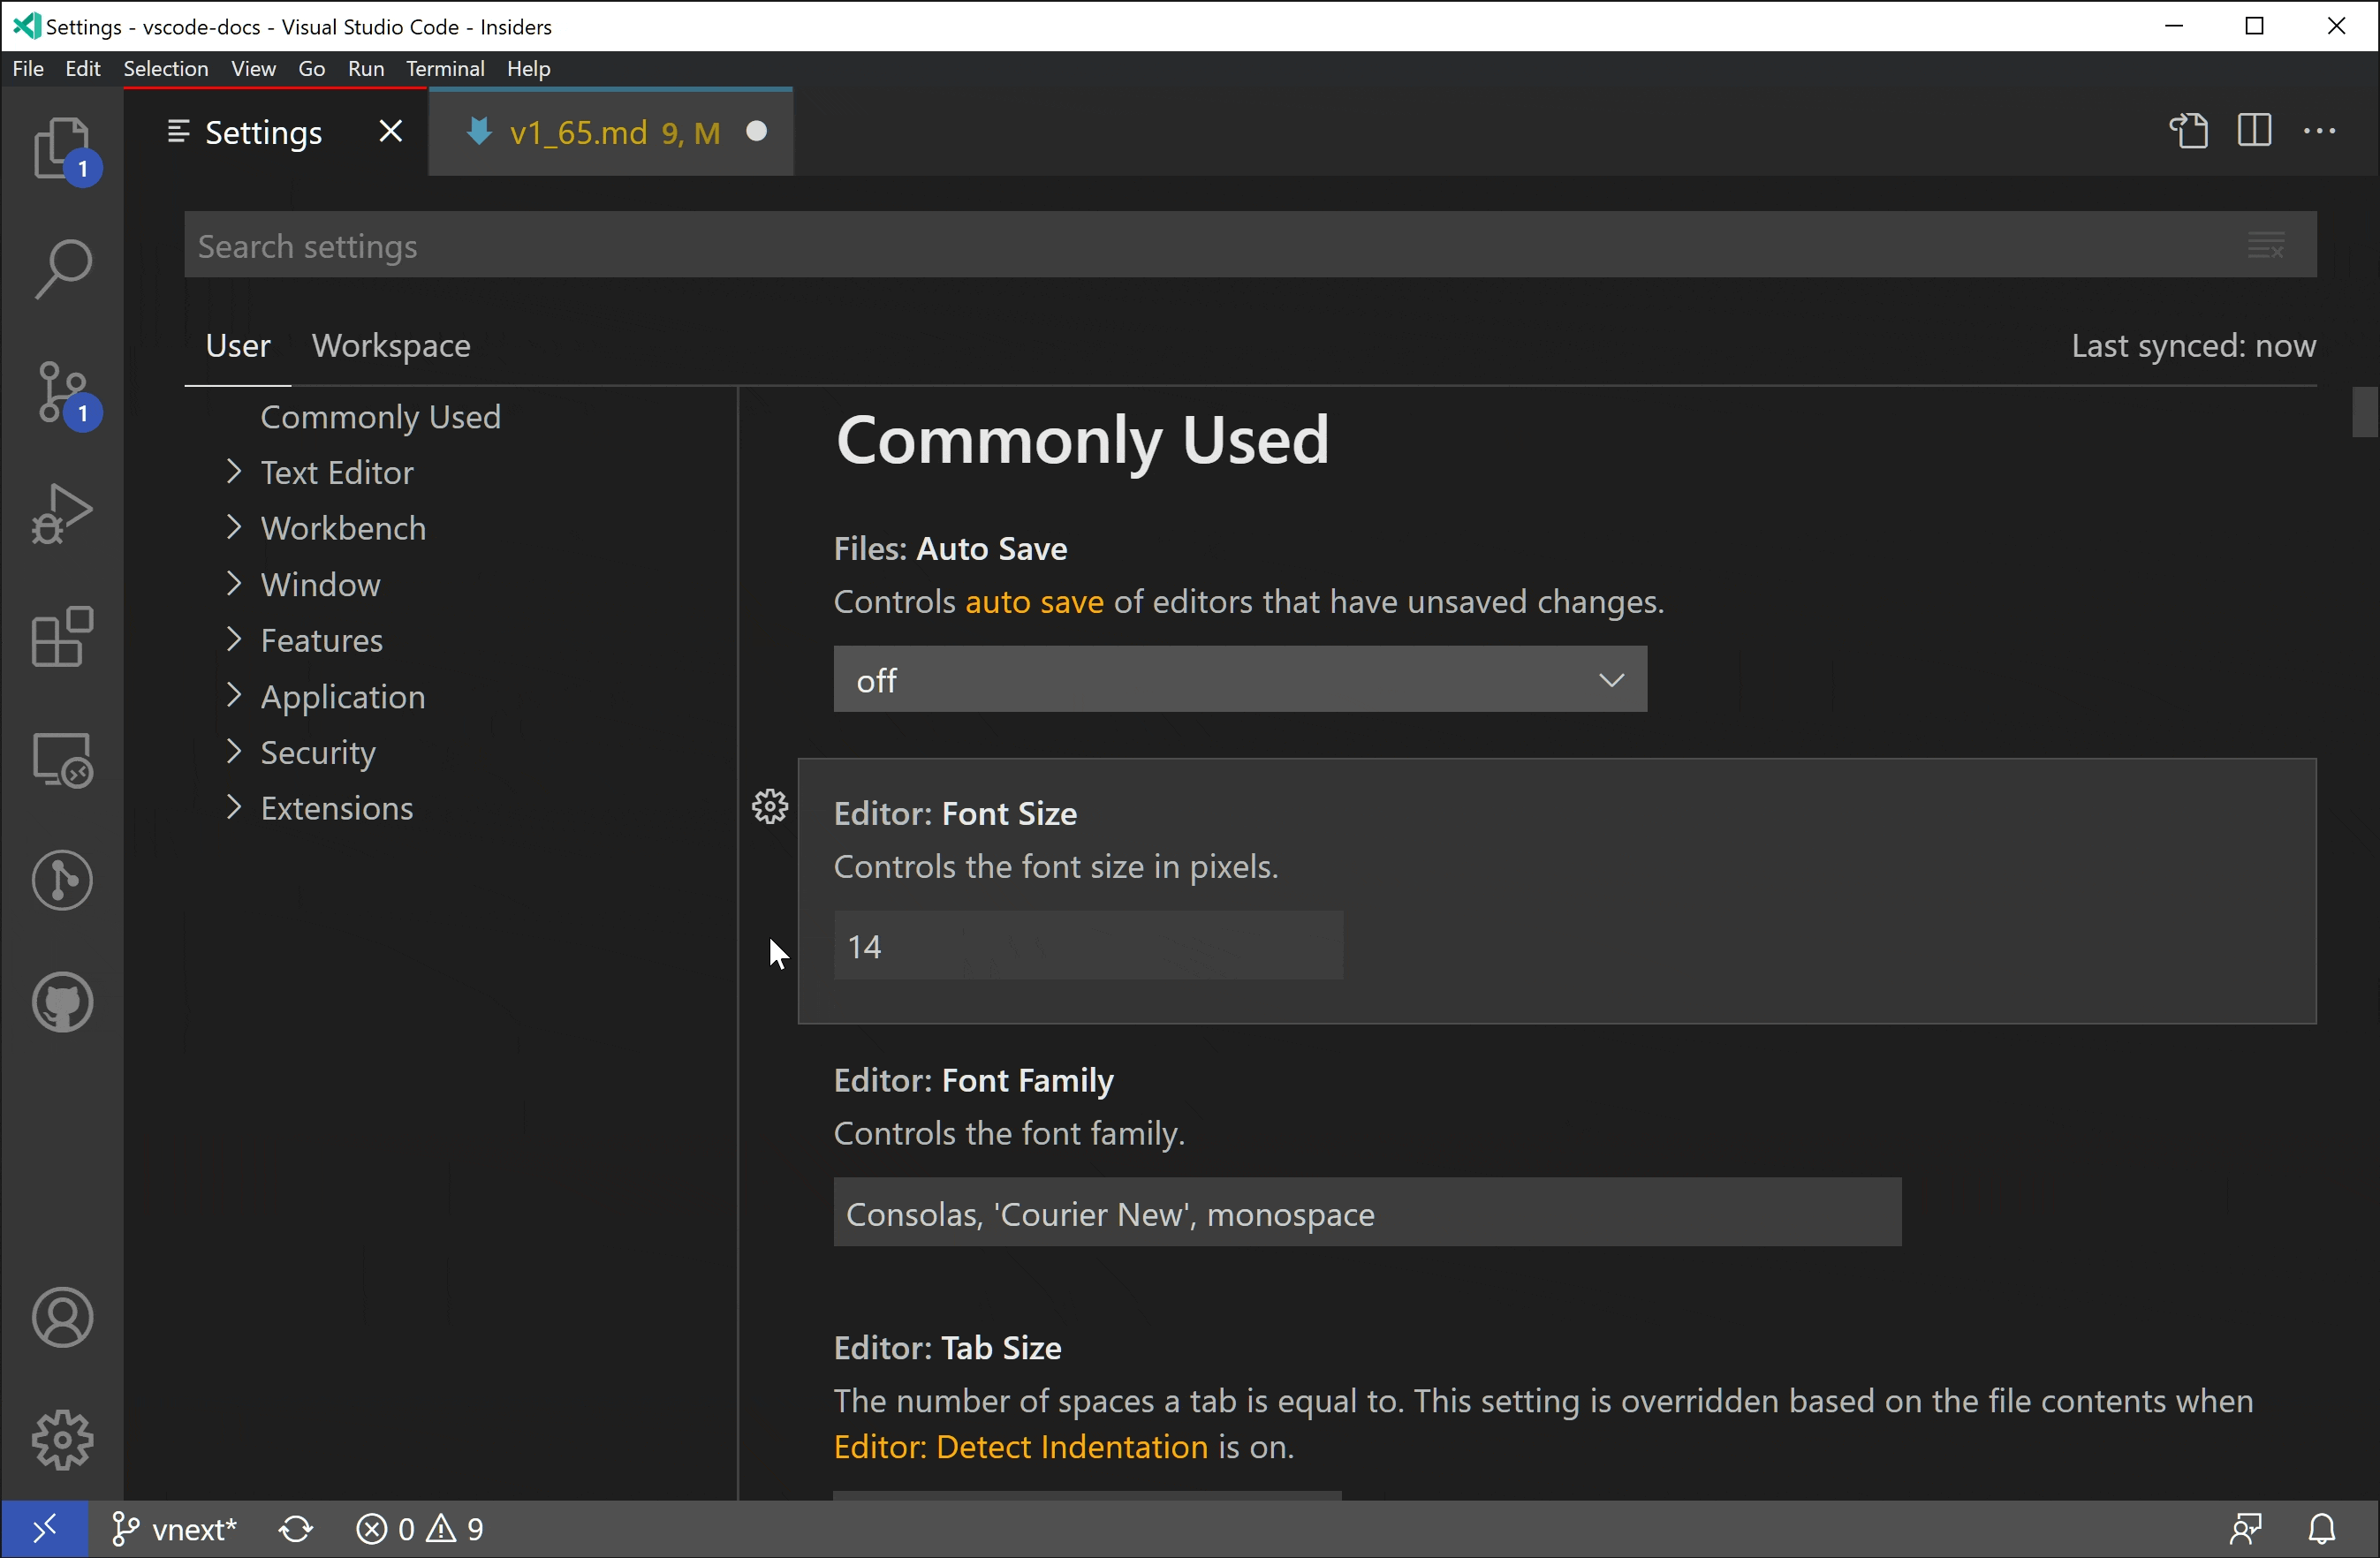 Settings - vscode-docs - Visual Studio Code - Insiders
File Edit Selection View Go Run Terminal Help
Settings
v1_65.md 9, M
1
Search settings
User Workspace
Last synced: now
1
Commonly Used
Text Editor
Workbench
Window
Features
Application
Security
Extensions
Commonly Used
Files: Auto Save
Controls auto save of editors that have unsaved changes.
off
Editor: Font Size
Controls the font size in pixels.
14
Editor: Font Family
Controls the font family.
Consolas, 'Courier New', monospace
Editor: Tab Size
The number of spaces a tab is equal to. This setting is overridden based on the file contents when
Editor: Detect Indentation is on.
vnext* 0 9